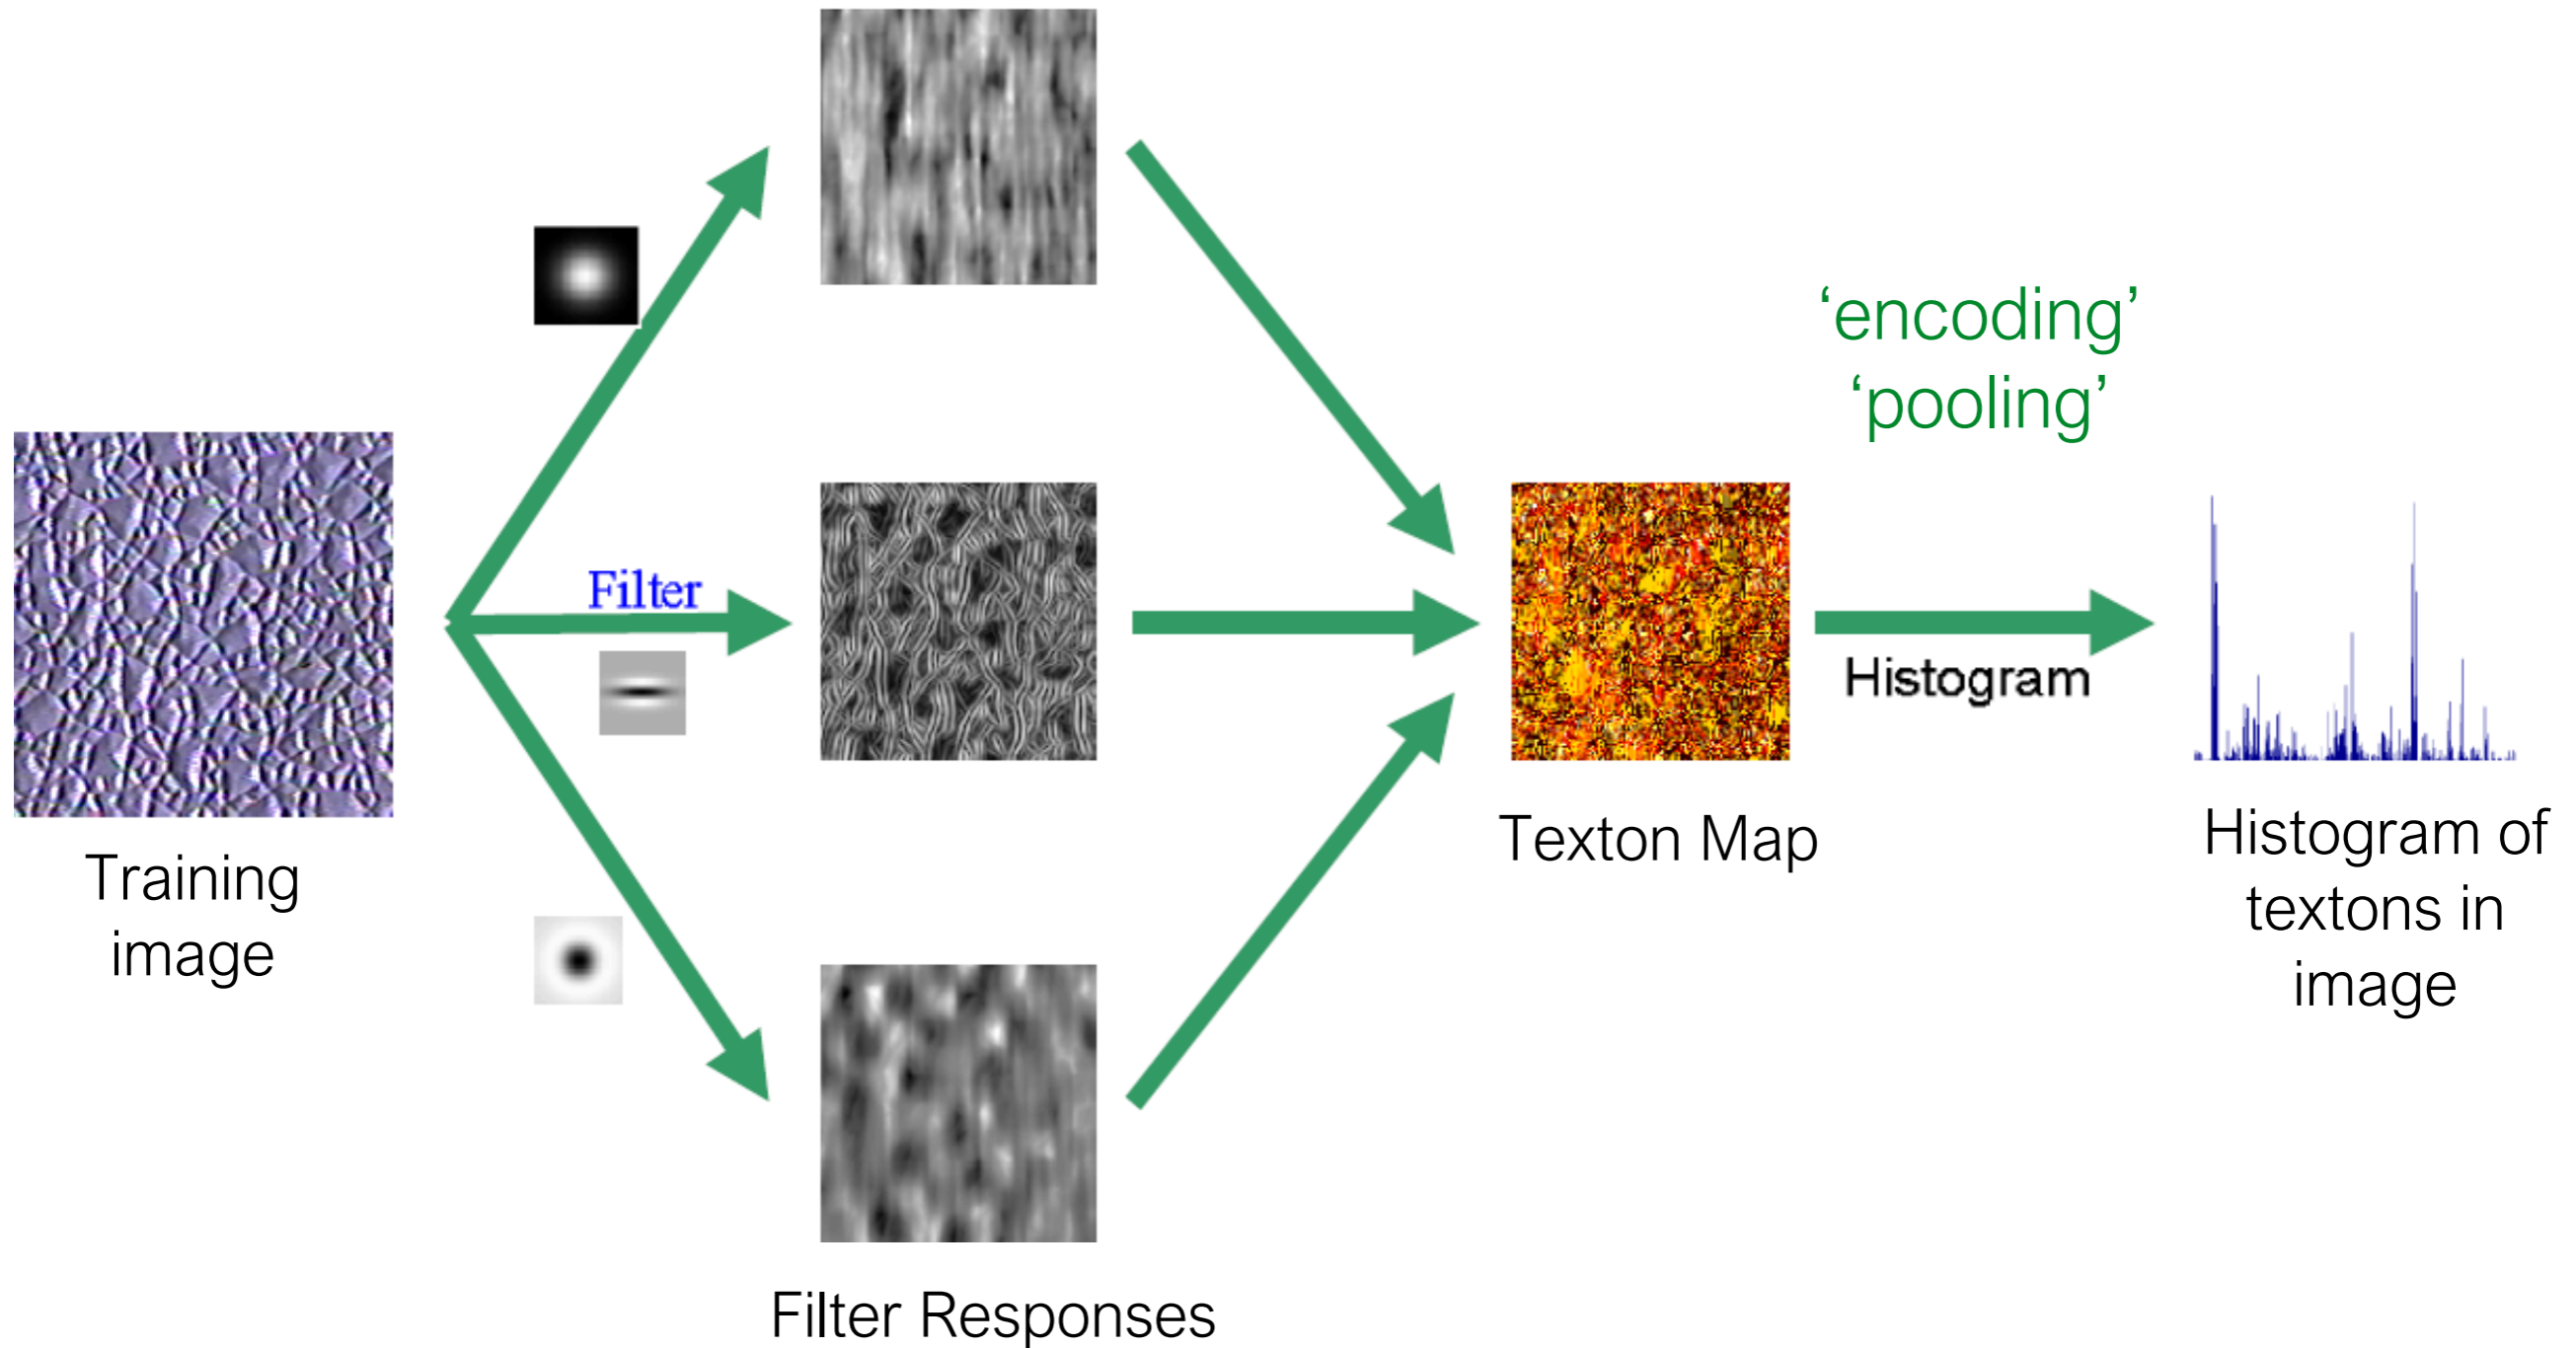 ‘encoding’
‘pooling’
Filter
Histogram
Training
image
Texton Map
Histogram of
textons in
image
Filter Responses